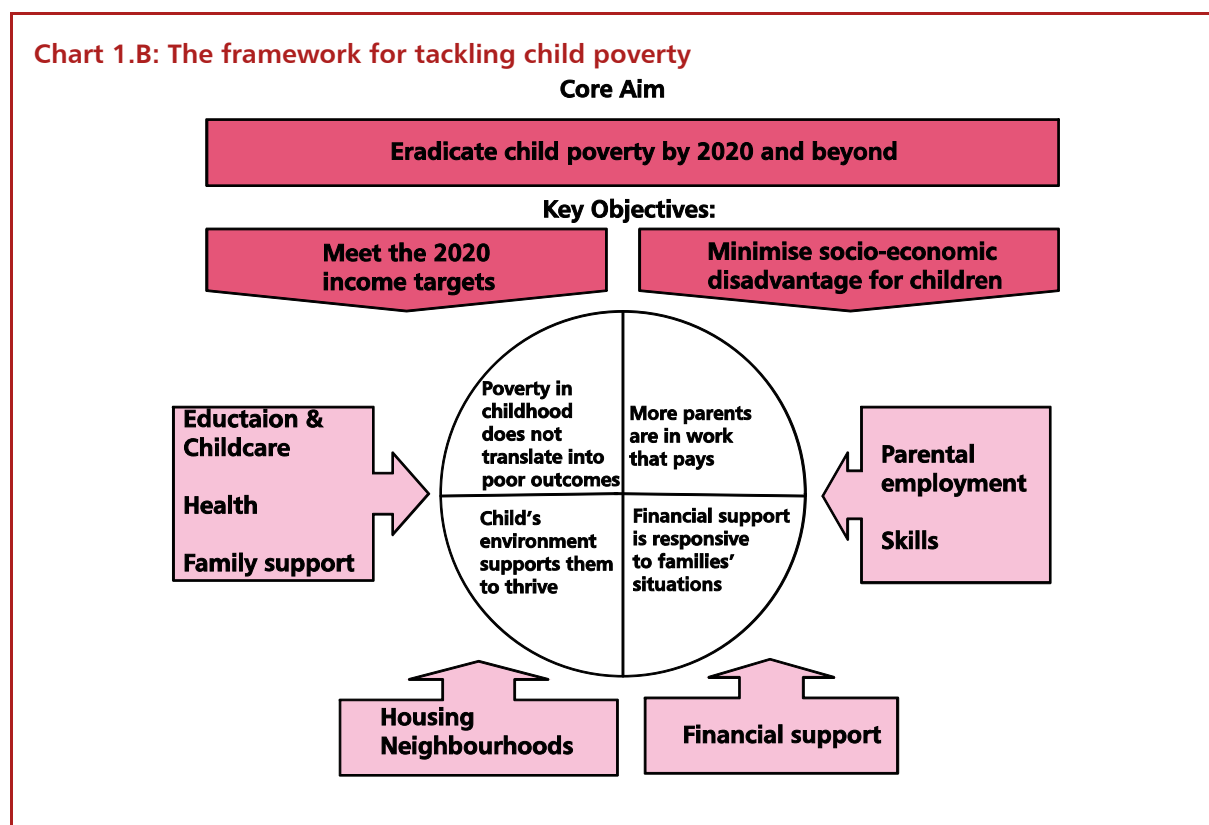 Chart 1.B: The framework for tackling child poverty
Core Aim
Eradicate child poverty by 2020 and beyond
Key Objectives:
Meet the 2020
income targets
Minimise socio-economic
disadvantage for children
Poverty in
childhood
does not
translate into
poor outcomes
More parents
are in work
that pays
Eductaion &
Childcare
Health
Family support
Parental
employment
Skills
Child’s
environment
supports them
to thrive
Financial support
is responsive
to families’
situations
Housing
Neighbourhoods
Financial support